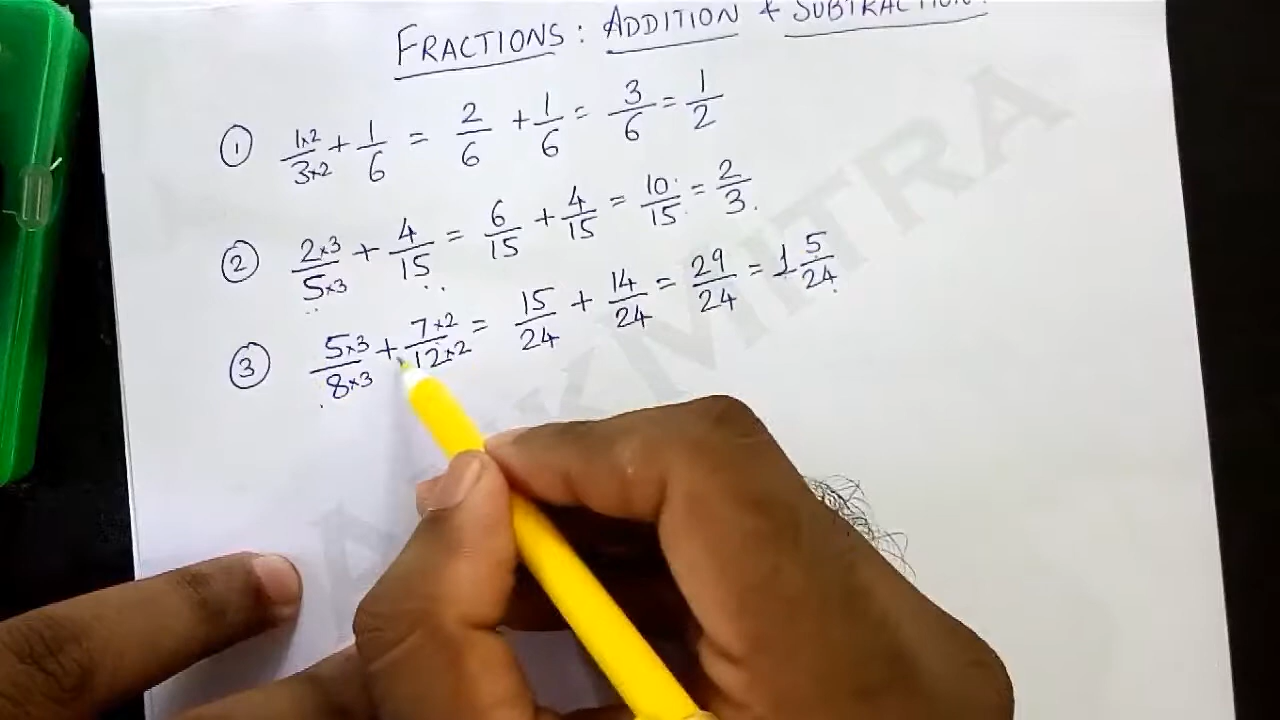 FRACTIONS : ADDITION & SUBTRACTION :
① 1×2/3×2 + 1/6 = 2/6 + 1/6 = 3/6 = 1/2
② 2×3/5×3 + 4/15 = 6/15 + 4/15 = 10/15 = 2/3
③ 5×3/8×3 + 7×2/12×2 = 15/24 + 14/24 = 29/24 = 1 5/24